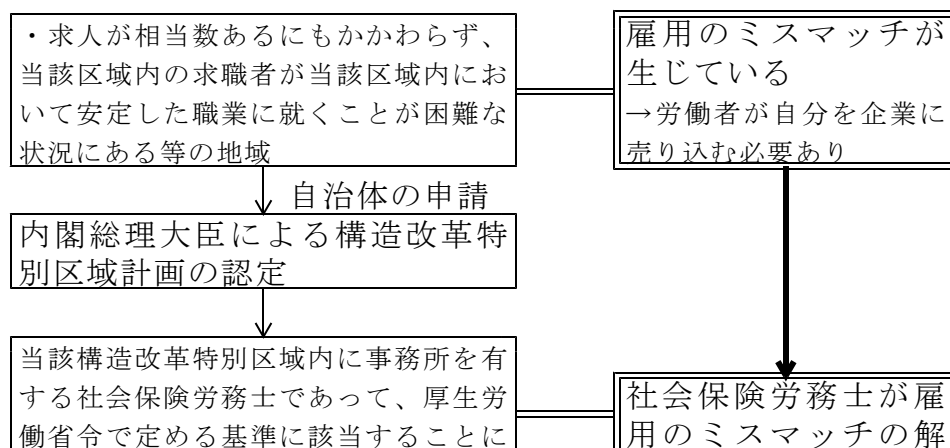 ・求人が相当数あるにもかかわらず、
当該区域内の求職者が当該区域内にお
いて安定した職業に就くことが困難な
状況にある等の地域
雇用のミスマッチが
生じている
→労働者が自分を企業に
売り込む必要あり
自治体の申請
内閣総理大臣による構造改革特
別区域計画の認定
当該構造改革特別区域内に事務所を有
する社会保険労務士であって、厚生労
働省令で定める基準に該当することに
社会保険労務士が雇
用のミスマッチの解